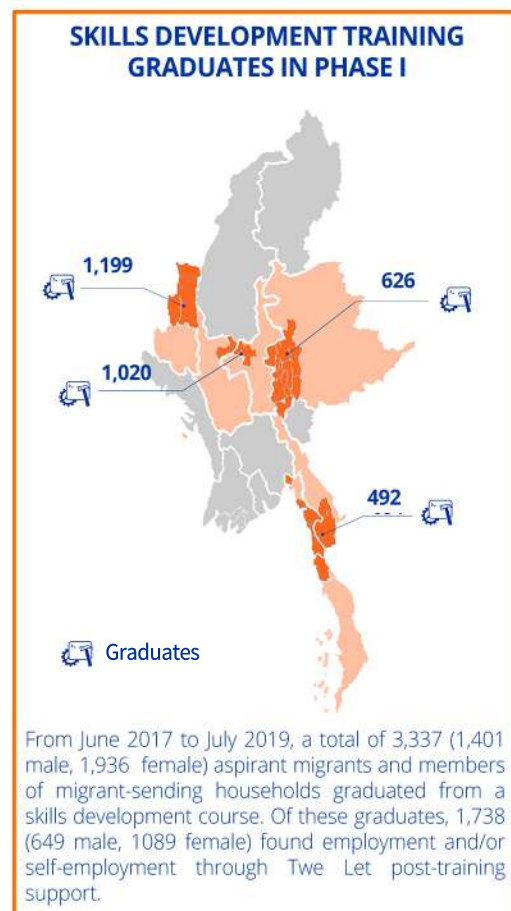 SKILLS DEVELOPMENT TRAINING
GRADUATES IN PHASE I
1,199
626
1,020
492
Graduates
From June 2017 to July 2019, a total of 3,337 (1,401
male, 1,936 female) aspirant migrants and members
of migrant-sending households graduated from a
skills development course. Of these graduates, 1,738
(649 male, 1089 female) found employment and/or
self-employment through Twe Let post-training
support.